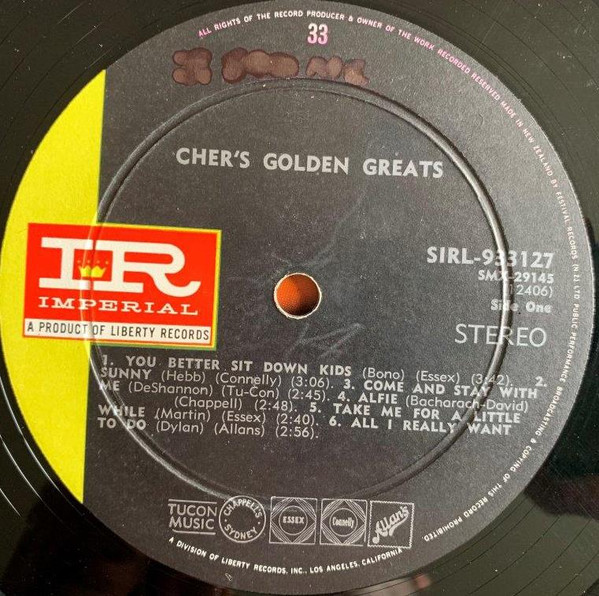 ALL RIGHTS OF THE RECORD PRODUCER & OWNER OF THE WORK RECORDED RESERVED MADE IN NEW ZEALAND BY FESTIVAL RECORDS (NZ) LTD PUBLIC PERFORMANCE BROADCASTING & COPYING OF THIS RECORD PROHIBITED
33
CHER'S GOLDEN GREATS
SIRL-933127
SMX-29145
(12406)
Side One
STEREO
IR
IMPERIAL
A PRODUCT OF LIBERTY RECORDS
1. YOU BETTER SIT DOWN KIDS (Bono) (Essex) (3:42). 2.
SUNNY (Hebb) (Connelly) (3:06). 3. COME AND STAY WITH
ME (DeShannon) (Tu-Con) (2:45). 4. ALFIE (Bacharach-David)
(Chappell) (2:48). 5. TAKE ME FOR A LITTLE
WHILE (Martin) (Essex) (2:40). 6. ALL I REALLY WANT
TO DO (Dylan) (Allans) (2:56).
TUCON
MUSIC
CHAPPELL'S
SYDNEY
ESSEX
Connelly
Allan's
A DIVISION OF LIBERTY RECORDS, INC., LOS ANGELES, CALIFORNIA